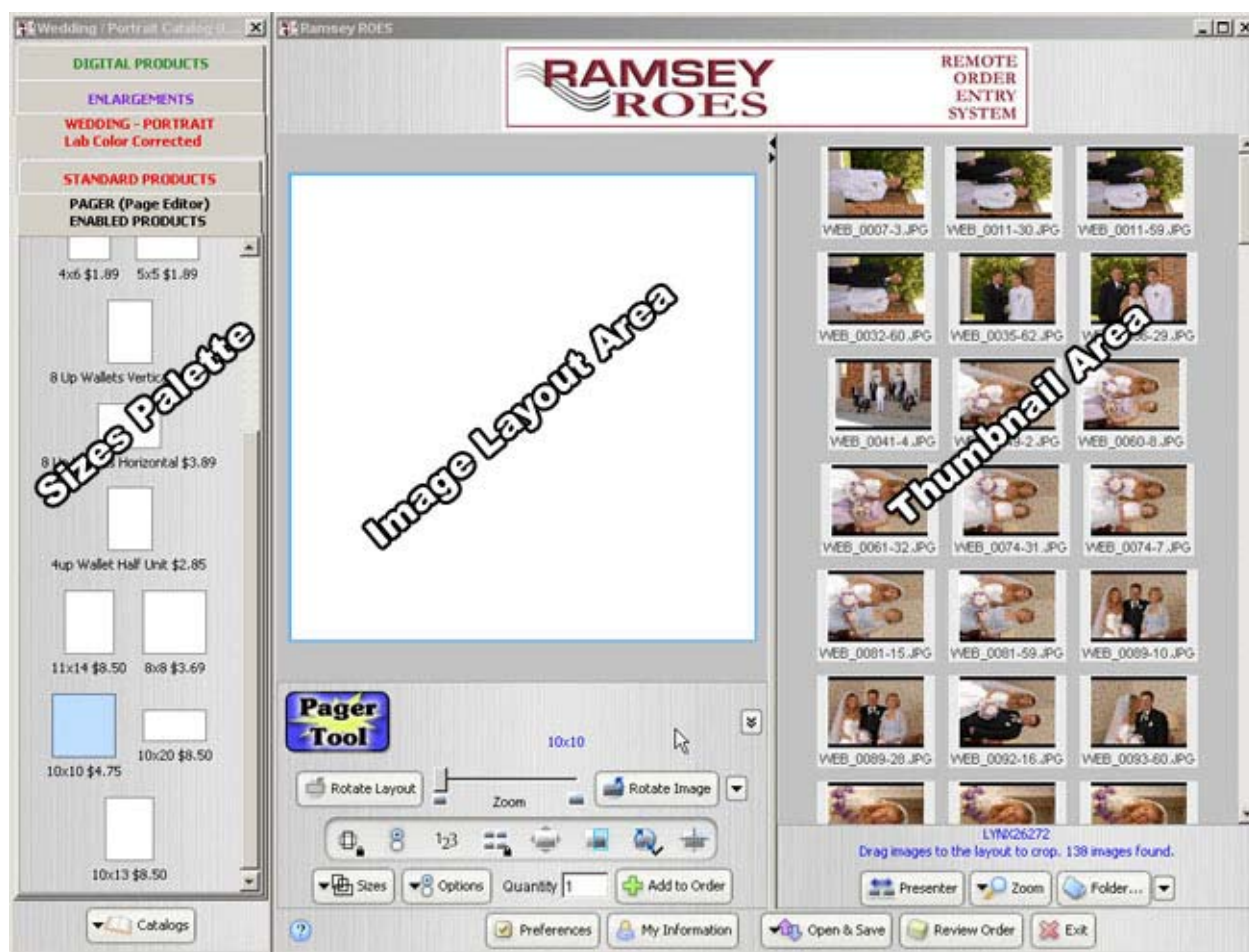 Wedding / Portrait Catalog
Ramsey ROES
DIGITAL PRODUCTS
ENLARGEMENTS
WEDDING - PORTRAIT
Lab Color Corrected
STANDARD PRODUCTS
PAGER (Page Editor)
ENABLED PRODUCTS
4x6 $1.89 5x5 $1.89
8 Up Wallets
8 Up Horizontal $3.89
4up Wallet Half Unit $2.85
11x14 $8.50 8x8 $3.69
10x10 $4.75
10x20 $8.50
10x13 $8.50
Catalogs
Sizes Palette
RAMSEY
ROES
REMOTE
ORDER
ENTRY
SYSTEM
Image Layout Area
Pager
Tool
10x10
Rotate Layout
Zoom
Rotate Image
123
Sizes
Options
Quantity 1
Add to Order
WEB_0007-3.JPG WEB_0011-30.JPG WEB_0011-59.JPG
WEB_0032-60.JPG WEB_0035-62.JPG 29.JPG
WEB_0041-4.JPG 2.JPG WEB_0060-8.JPG
WEB_0061-32.JPG WEB_0074-31.JPG WEB_0074-7.JPG
WEB_0081-15.JPG WEB_0081-59.JPG WEB_0089-10.JPG
WEB_0089-28.JPG WEB_0092-16.JPG WEB_0093-60.JPG
Thumbnail Area
LYNX26272
Drag images to the layout to crop. 138 images found.
Presenter
Zoom
Folder...
Preferences
My Information
Open & Save
Review Order
Exit